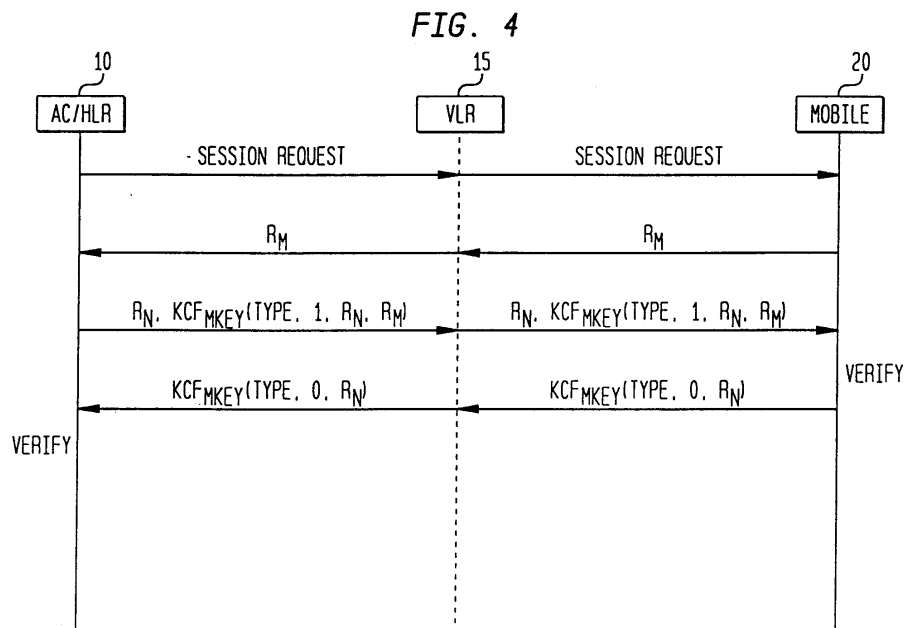 FIG. 4
10 15 20
AC/HLR VLR MOBILE
SESSION REQUEST SESSION REQUEST
RM RM
RN, KCFMKEY(TYPE, 1, RN, RM) RN, KCFMKEY(TYPE, 1, RN, RM)
VERIFY
KCFMKEY(TYPE, 0, RN) KCFMKEY(TYPE, 0, RN)
VERIFY